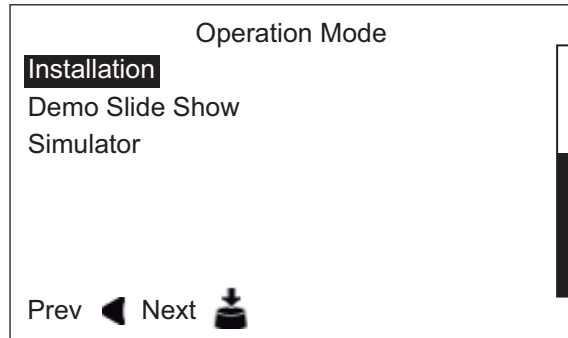 Operation Mode
Installation
Demo Slide Show
Simulator
Prev Next